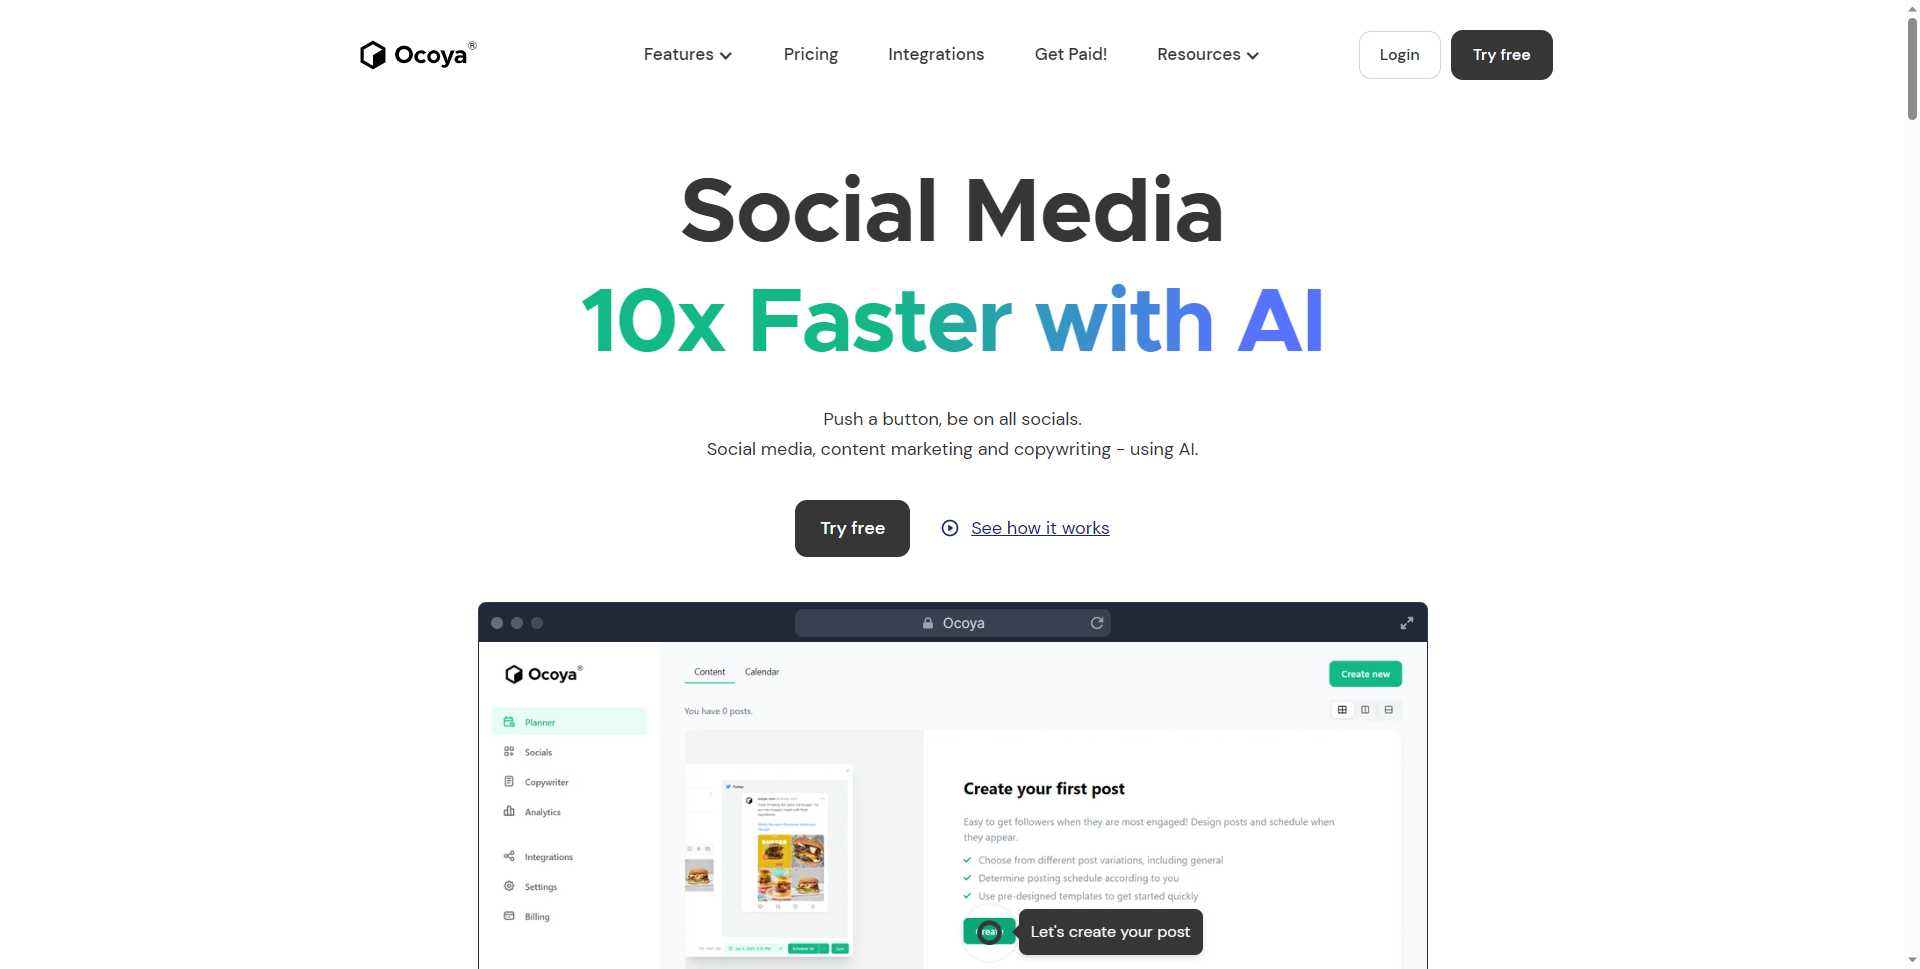 Ocoya®
Features
Pricing
Integrations
Get Paid!
Resources
Login
Try free
Social Media
10x Faster with AI
Push a button, be on all socials.
Social media, content marketing and copywriting - using AI.
Try free
See how it works
Ocoya
Ocoya®
Content
Calendar
Create new
You have 0 posts.
Planner
Socials
Copywriter
Analytics
Integrations
Settings
Billing
BURGER
Create your first post
Easy to get followers when they are most engaged! Design posts and schedule when
they appear.
Choose from different post variations, including general
Determine posting schedule according to you
Use pre-designed templates to get started quickly
Let's create your post